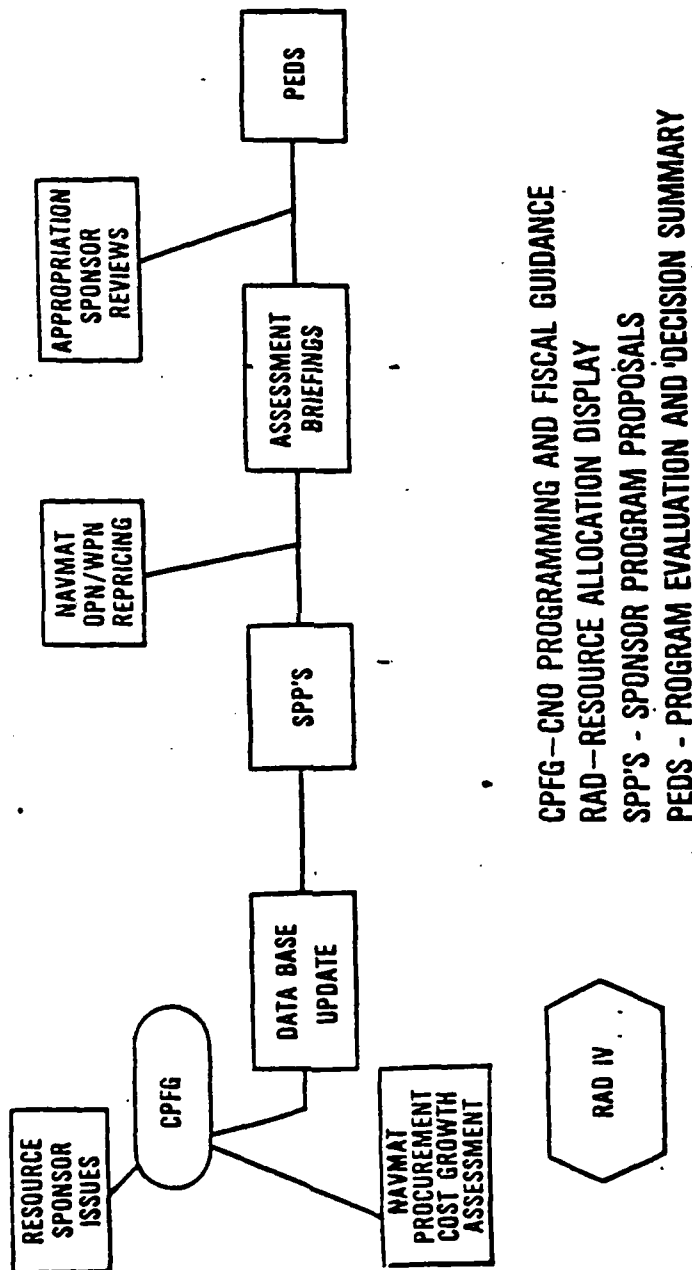 RESOURCE
SPONSOR
ISSUES
CPFG
NAVMAT
PROCUREMENT
COST GROWTH
ASSESSMENT
DATA BASE
UPDATE
SPP'S
NAVMAT
OPN/WPN
REPRICING
ASSESSMENT
BRIEFINGS
APPROPRIATION
SPONSOR
REVIEWS
PEDS
RAD IV
CPFG—CNO PROGRAMMING AND FISCAL GUIDANCE
RAD—RESOURCE ALLOCATION DISPLAY
SPP'S - SPONSOR PROGRAM PROPOSALS
PEDS - PROGRAM EVALUATION AND DECISION SUMMARY